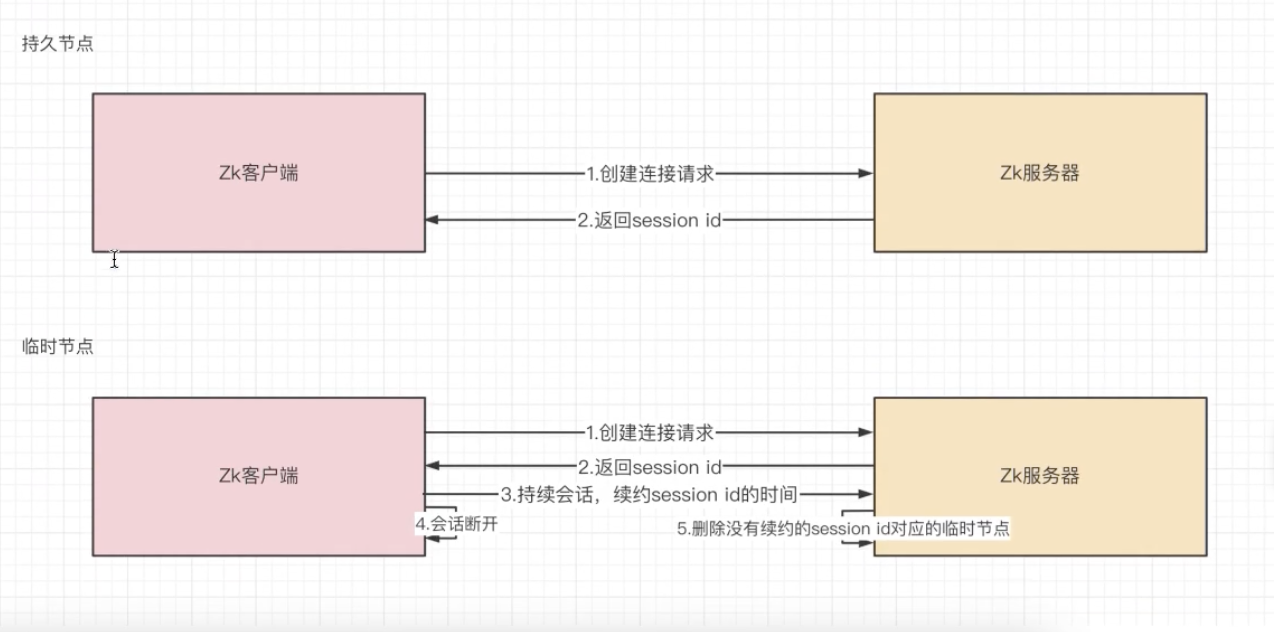 持久节点
Zk客户端
1.创建连接请求
Zk服务器
2.返回session id
临时节点
1.创建连接请求
2.返回session id
Zk客户端
Zk服务器
3.持续会话，续约session id的时间
4.会话断开
5.删除没有续约的session id对应的临时节点